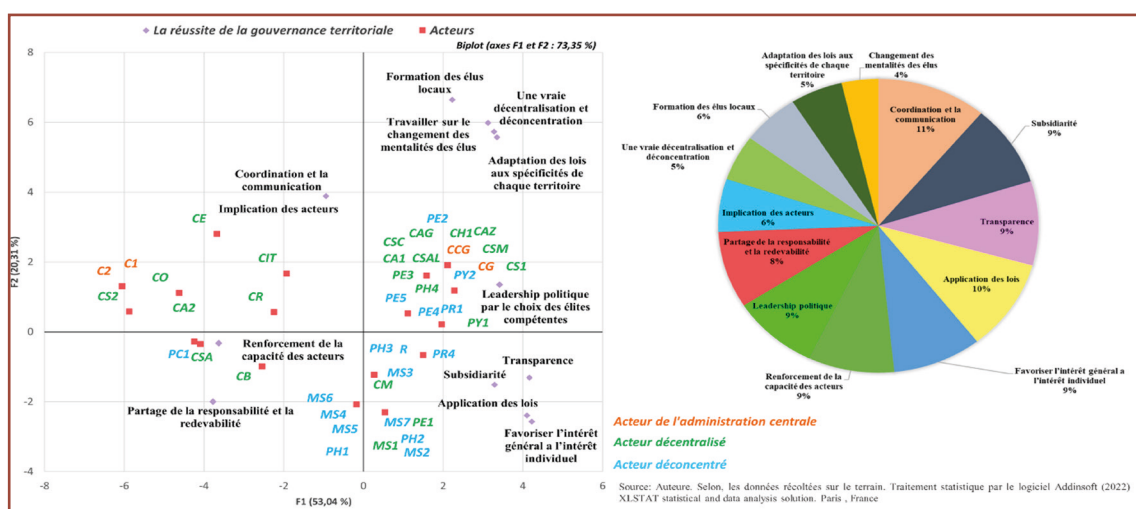 La réussite de la gouvernance territoriale
Acteurs
Biplot (axes F1 et F2 : 73,35 %)
8
6
4
2
0
-2
-4
-8
-6
-4
-2
0
2
4
6
F2 (20,31 %)
F1 (53,04 %)
Formation des élus
locaux
Une vraie
décentralisation et
déconcentration
Travailler sur le
changement des
mentalités des élus
Adaptation des lois
aux spécificités de
chaque territoire
Coordination et la
communication
Implication des acteurs
CE
PE2
CAG
CH1
CAZ
CSC
CCG
CSM
CIT
CA1
CSAL
CG
CS1
C2
C1
CO
PE3
PY2
CS2
CA2
CR
PH4
Leadership politique
par le choix des élites
compétentes
PE5
PE4
PR1
PY1
PC1
CSA
Renforcement de la
capacité des acteurs
CB
PH3
R
PR4
Transparence
MS3
Subsidiarité
CM
Partage de la responsabilité et la
redevabilité
MS6
MS4
MS5
PH1
MS7
PE1
MS1
PH2
MS2
Application des lois
Favoriser l'intérêt
général a l'intérêt
individuel
Adaptation des lois aux
spécificités de chaque
territoire
5%
Changement des
mentalités des élus
4%
Coordination et la
communication
11%
Formation des élus locaux
6%
Subsidiarité
9%
Une vraie décentralisation et
déconcentration
5%
Transparence
9%
Implication des acteurs
6%
Partage de la responsabilité
et la redevabilité
8%
Application des lois
10%
Leadership politique
9%
Renforcement de la
capacité des acteurs
9%
Favoriser l'intérêt général a
l'intérêt individuel
9%
Acteur de l'administration centrale
Acteur décentralisé
Acteur déconcentré
Source: Auteure. Selon, les données récoltées sur le terrain. Traitement statistique par le logiciel Addinsoft (2022)
XLSTAT statistical and data analysis solution. Paris , France